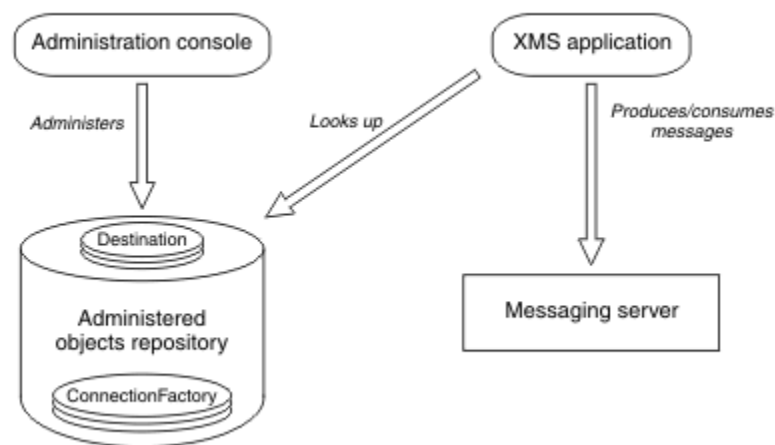 Administration console
XMS application
Administers
Looks up
Produces/consumes
messages
Destination
Administered
objects repository
ConnectionFactory
Messaging server